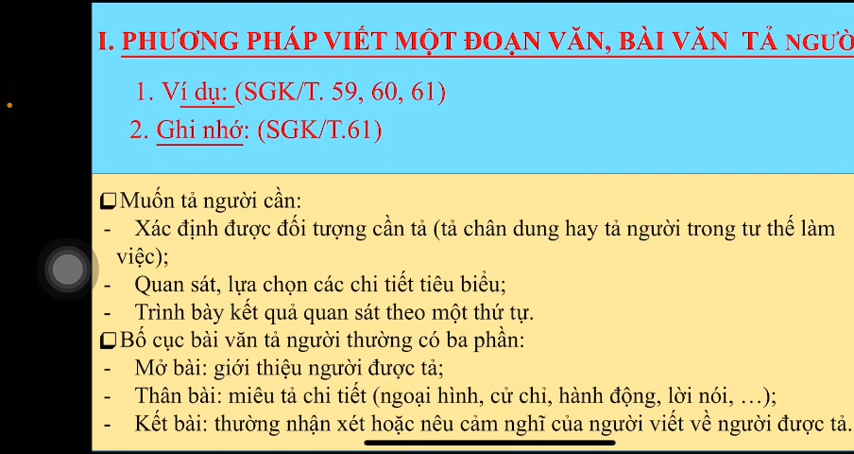 I. PHƯƠNG PHÁP VIẾT MỘT ĐOẠN VĂN, BÀI VĂN TẢ NGƯỜ
1. Ví dụ: (SGK/T. 59, 60, 61)
2. Ghi nhớ: (SGK/T.61)
Muốn tả người cần:
- Xác định được đối tượng cần tả (tả chân dung hay tả người trong tư thế làm
việc);
- Quan sát, lựa chọn các chi tiết tiêu biểu;
- Trình bày kết quả quan sát theo một thứ tự.
Bố cục bài văn tả người thường có ba phần:
- Mở bài: giới thiệu người được tả;
- Thân bài: miêu tả chi tiết (ngoại hình, cử chỉ, hành động, lời nói, …);
- Kết bài: thường nhận xét hoặc nêu cảm nghĩ của người viết về người được tả.